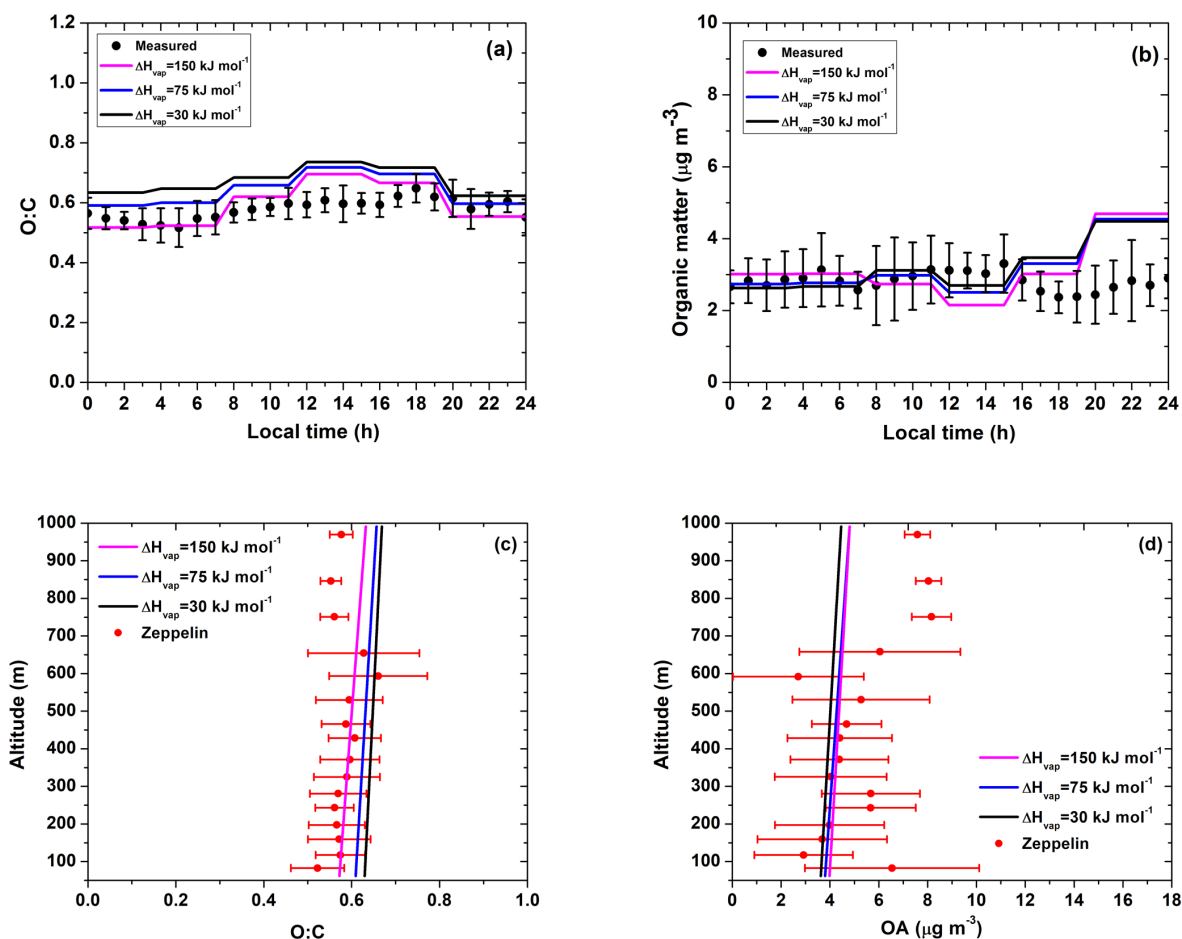 (a)
Measured
ΔHvap=150 kJ mol-1
ΔHvap=75 kJ mol-1
ΔHvap=30 kJ mol-1
1.2
1.0
0.8
0.6
0.4
0.2
0.0
O:C
0 2 4 6 8 10 12 14 16 18 20 22 24
Local time (h)
(b)
Measured
ΔHvap=150 kJ mol-1
ΔHvap=75 kJ mol-1
ΔHvap=30 kJ mol-1
10
8
6
4
2
0
Organic matter (μg m-3)
0 2 4 6 8 10 12 14 16 18 20 22 24
Local time (h)
(c)
ΔHvap=150 kJ mol-1
ΔHvap=75 kJ mol-1
ΔHvap=30 kJ mol-1
Zeppelin
1000
900
800
700
600
500
400
300
200
100
Altitude (m)
0.0 0.2 0.4 0.6 0.8 1.0
O:C
(d)
ΔHvap=150 kJ mol-1
ΔHvap=75 kJ mol-1
ΔHvap=30 kJ mol-1
Zeppelin
1000
900
800
700
600
500
400
300
200
100
Altitude (m)
0 2 4 6 8 10 12 14 16 18
OA (μg m-3)